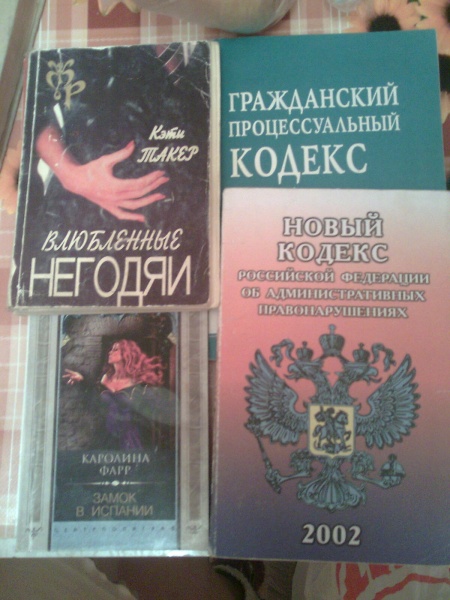 Кэти
ТАКЕР
ВЛЮБЛЕННЫЕ
НЕГОДЯИ
ГРАЖДАНСКИЙ
ПРОЦЕССУАЛЬНЫЙ
КОДЕКС
НОВЫЙ
КОДЕКС
РОССИЙСКОЙ ФЕДЕРАЦИИ
ОБ АДМИНИСТРАТИВНЫХ
ПРАВОНАРУШЕНИЯХ
2002
КАРОЛИНА
ФАРР
ЗАМОК
В ИСПАНИИ
ЦЕНТРПОЛИГРАФ